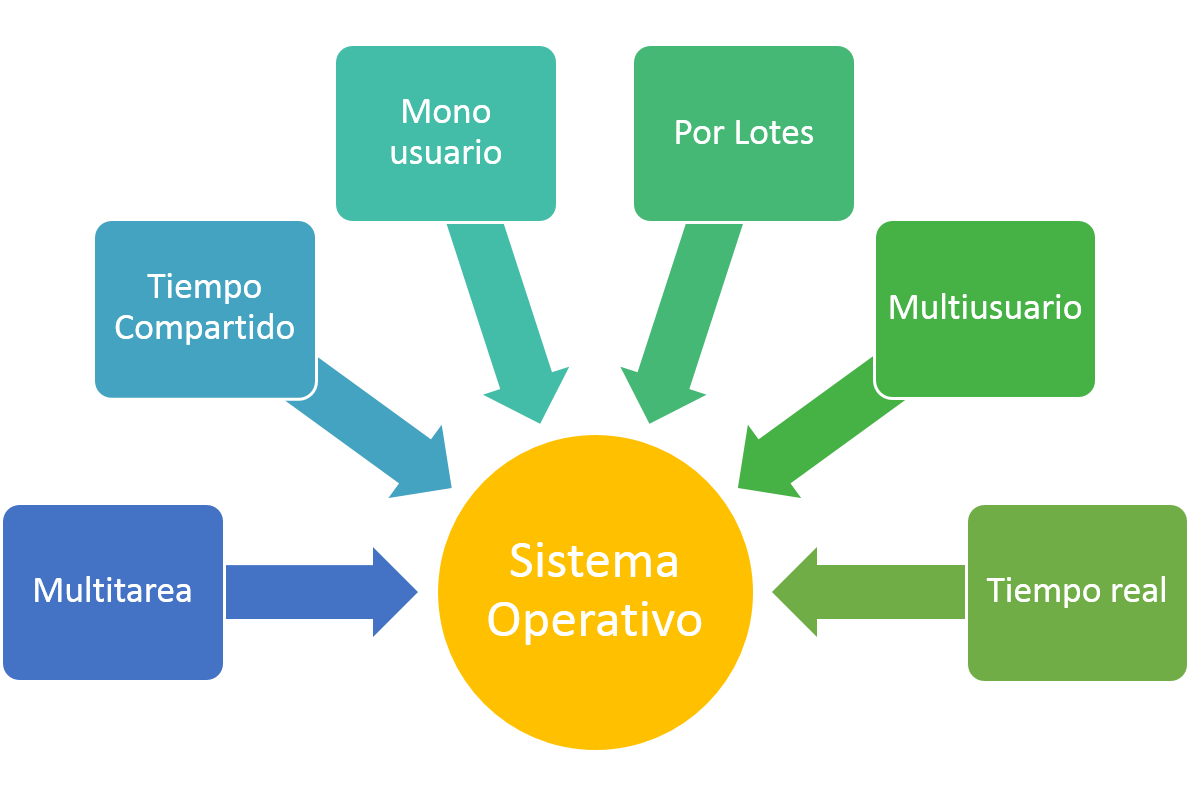 Mono
usuario
Por Lotes
Tiempo
Compartido
Multiusuario
Multitarea
Sistema
Operativo
Tiempo real